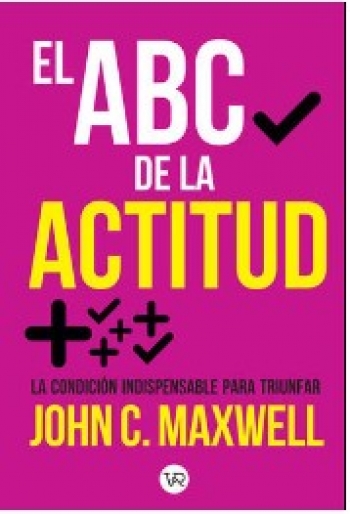 EL ABC
DE LA
ACTITUD
LA CONDICIÓN INDISPENSABLE PARA TRIUNFAR
JOHN C. MAXWELL
V&R